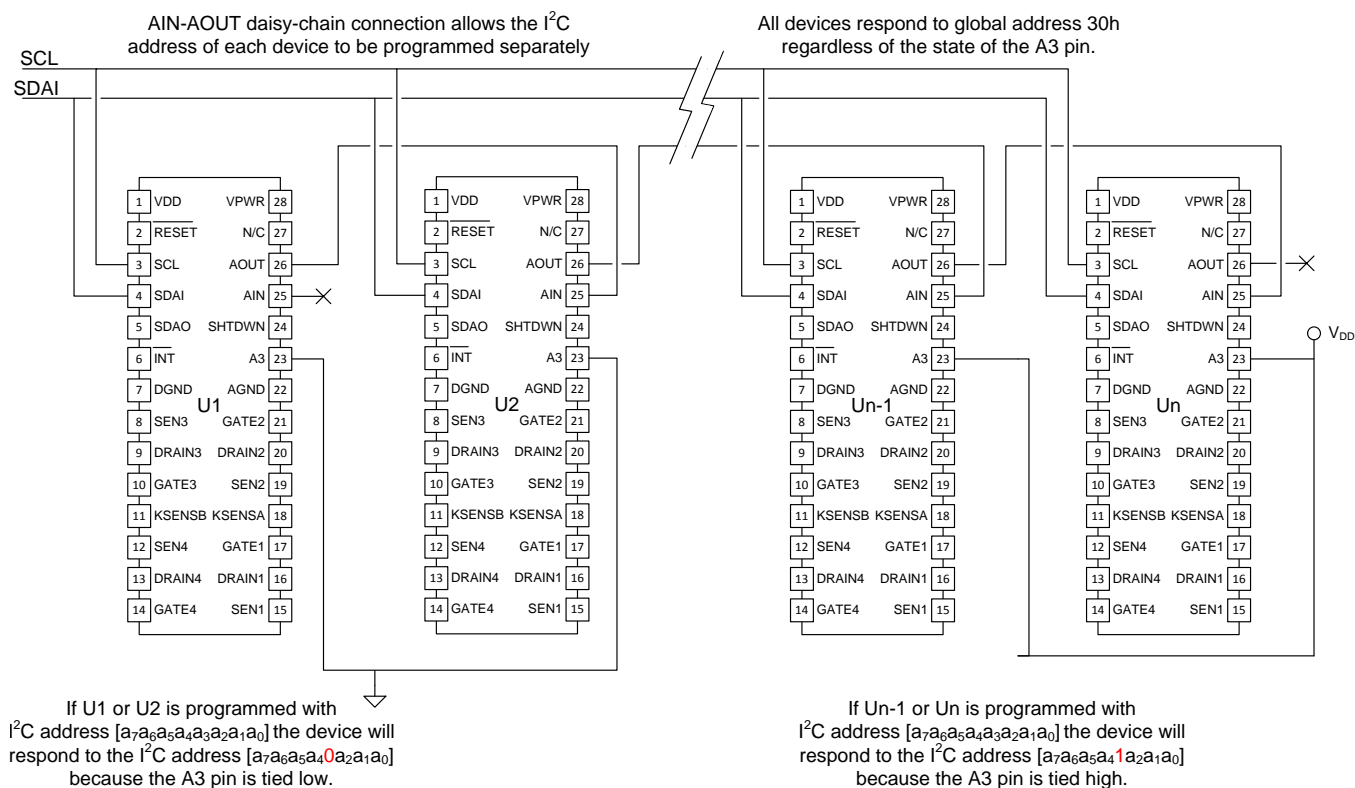 AIN-AOUT daisy-chain connection allows the I²C
address of each device to be programmed separately
All devices respond to global address 30h
regardless of the state of the A3 pin.
SCL
SDAI
1 VDD VPWR 28
2 RESET N/C 27
3 SCL AOUT 26
4 SDAI AIN 25
5 SDAO SHTDWN 24
6 INT A3 23
7 DGND AGND 22
U1
8 SEN3 GATE2 21
9 DRAIN3 DRAIN2 20
10 GATE3 SEN2 19
11 KSENSB KSENSA 18
12 SEN4 GATE1 17
13 DRAIN4 DRAIN1 16
14 GATE4 SEN1 15
1 VDD VPWR 28
2 RESET N/C 27
3 SCL AOUT 26
4 SDAI AIN 25
5 SDAO SHTDWN 24
6 INT A3 23
7 DGND AGND 22
U2
8 SEN3 GATE2 21
9 DRAIN3 DRAIN2 20
10 GATE3 SEN2 19
11 KSENSB KSENSA 18
12 SEN4 GATE1 17
13 DRAIN4 DRAIN1 16
14 GATE4 SEN1 15
1 VDD VPWR 28
2 RESET N/C 27
3 SCL AOUT 26
4 SDAI AIN 25
5 SDAO SHTDWN 24
6 INT A3 23
7 DGND AGND 22
Un-1
8 SEN3 GATE2 21
9 DRAIN3 DRAIN2 20
10 GATE3 SEN2 19
11 KSENSB KSENSA 18
12 SEN4 GATE1 17
13 DRAIN4 DRAIN1 16
14 GATE4 SEN1 15
1 VDD VPWR 28
2 RESET N/C 27
3 SCL AOUT 26
4 SDAI AIN 25
5 SDAO SHTDWN 24
6 INT A3 23
7 DGND AGND 22
Un
8 SEN3 GATE2 21
9 DRAIN3 DRAIN2 20
10 GATE3 SEN2 19
11 KSENSB KSENSA 18
12 SEN4 GATE1 17
13 DRAIN4 DRAIN1 16
14 GATE4 SEN1 15
V_DD
If U1 or U2 is programmed with
I²C address [a₇a₆a₅a₄a₃a₂a₁a₀] the device will
respond to the I²C address [a₇a₆a₅a₄0a₂a₁a₀]
because the A3 pin is tied low.
If Un-1 or Un is programmed with
I²C address [a₇a₆a₅a₄a₃a₂a₁a₀] the device will
respond to the I²C address [a₇a₆a₅a₄1a₂a₁a₀]
because the A3 pin is tied high.